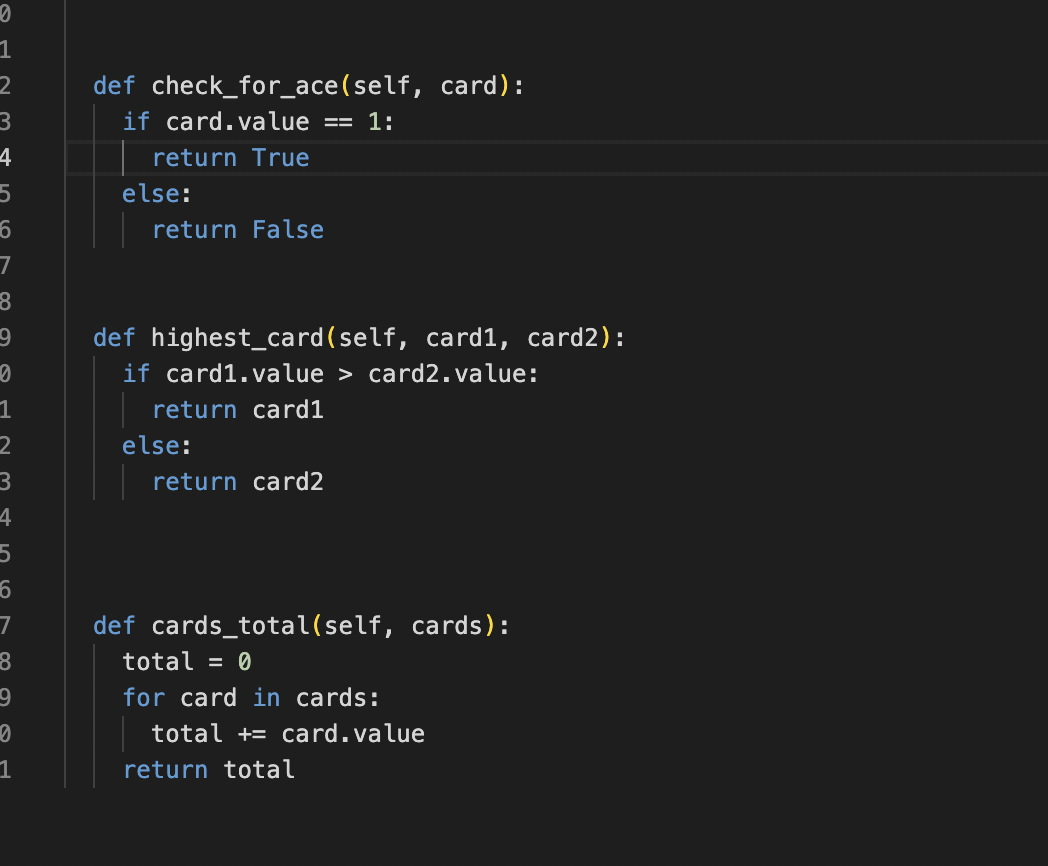 0
1
2 def check_for_ace(self, card):
3 if card.value == 1:
4 return True
5 else:
6 return False
7
8
9 def highest_card(self, card1, card2):
0 if card1.value > card2.value:
1 return card1
2 else:
3 return card2
4
5
6
7 def cards_total(self, cards):
8 total = 0
9 for card in cards:
0 total += card.value
1 return total